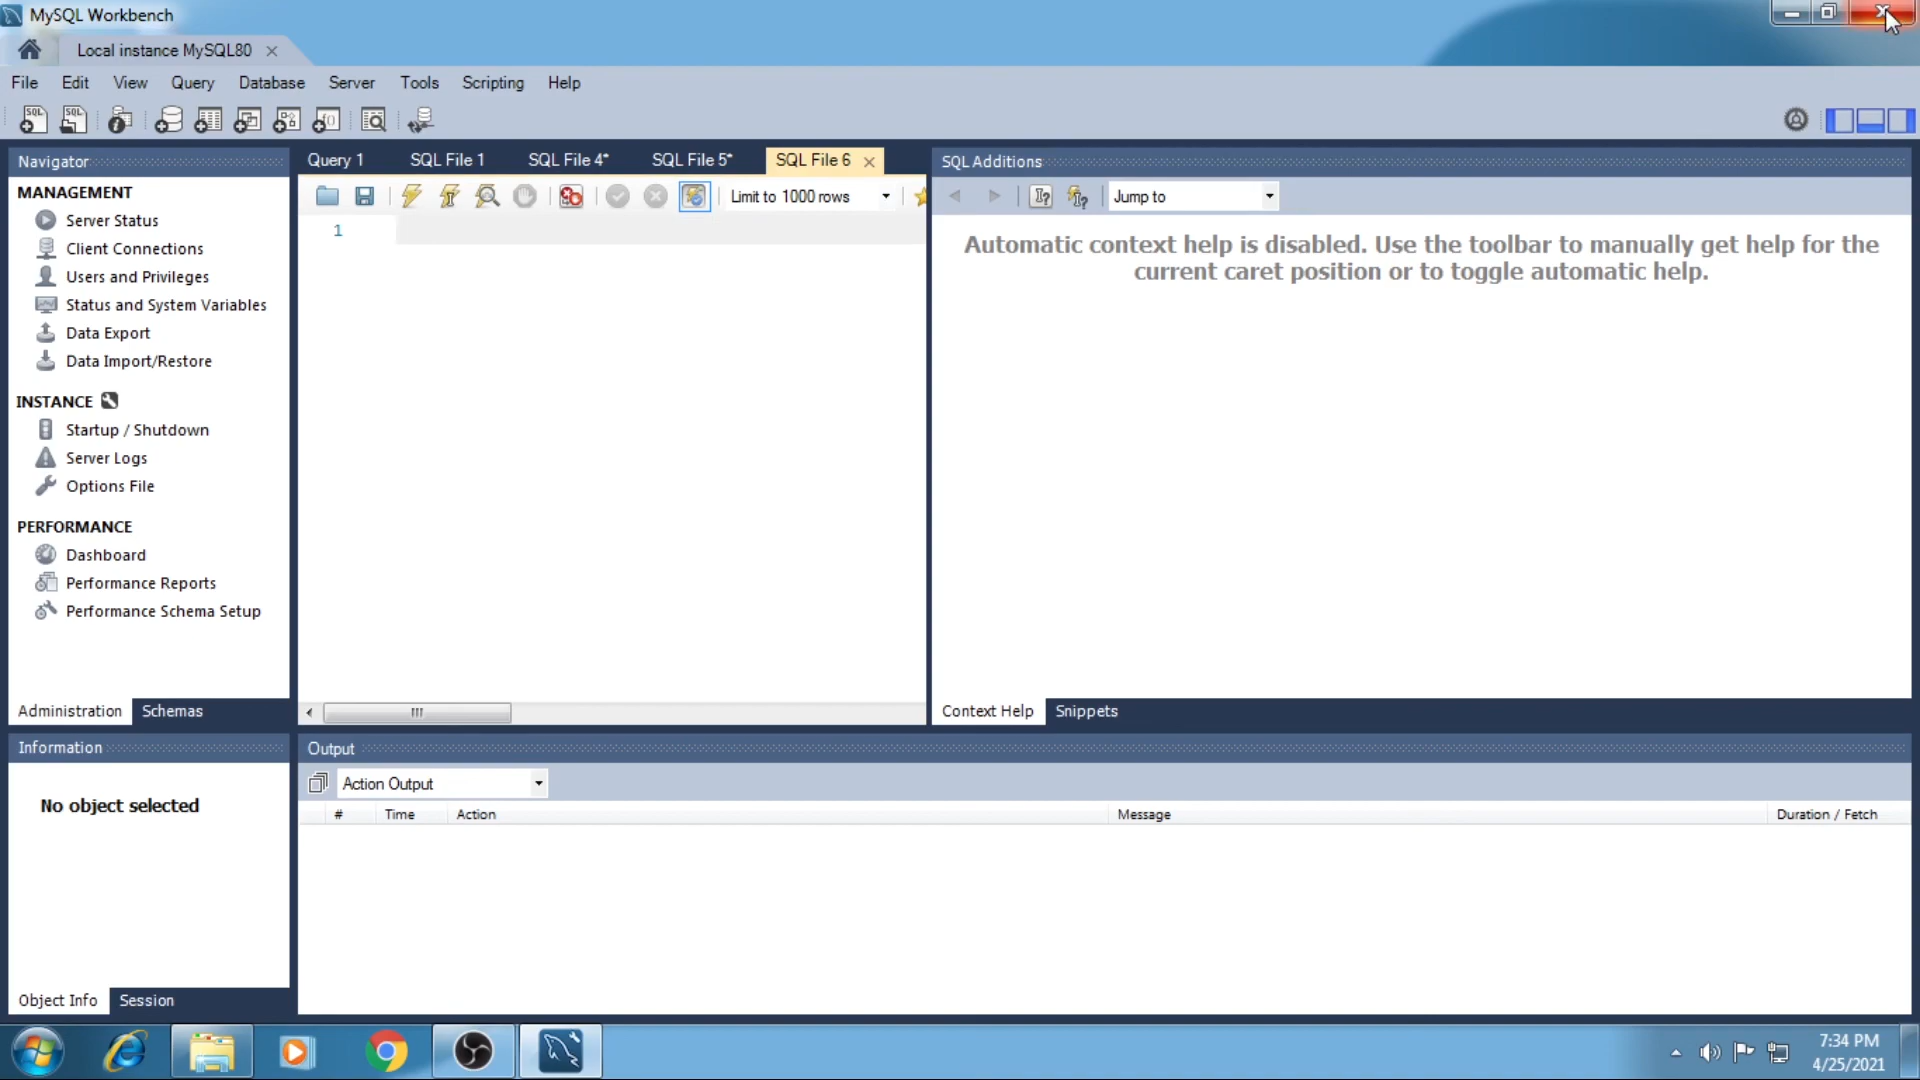 MySQL Workbench
Local instance MySQL80
File Edit View Query Database Server Tools Scripting Help
Navigator
MANAGEMENT
Server Status
Client Connections
Users and Privileges
Status and System Variables
Data Export
Data Import/Restore
INSTANCE
Startup / Shutdown
Server Logs
Options File
PERFORMANCE
Dashboard
Performance Reports
Performance Schema Setup
Administration Schemas
Query 1 SQL File 1 SQL File 4* SQL File 5* SQL File 6
Limit to 1000 rows
1
SQL Additions
Jump to
Automatic context help is disabled. Use the toolbar to manually get help for the
current caret position or to toggle automatic help.
Context Help Snippets
Information
No object selected
Object Info Session
Output
Action Output
# Time Action Message Duration / Fetch
7:34 PM
4/25/2021